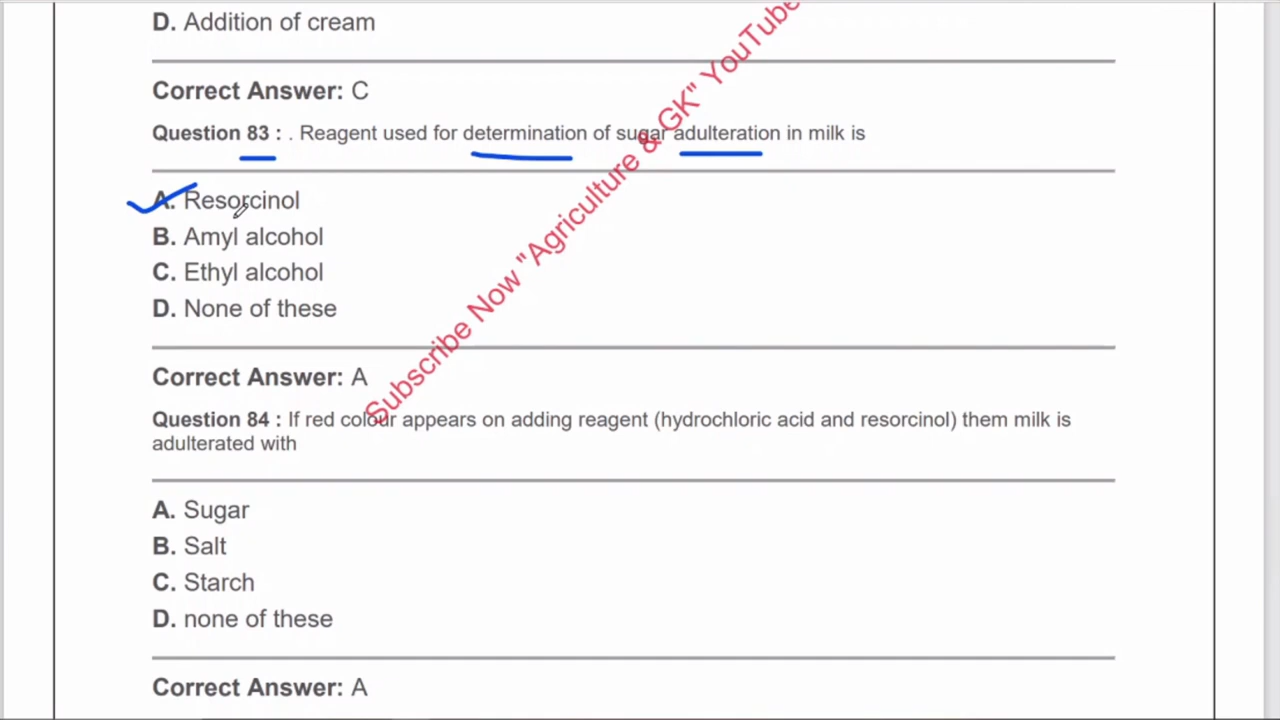 D. Addition of cream
Correct Answer: C
Question 83 : . Reagent used for determination of sugar adulteration in milk is
A. Resorcinol
B. Amyl alcohol
C. Ethyl alcohol
D. None of these
Correct Answer: A
Question 84 : If red colour appears on adding reagent (hydrochloric acid and resorcinol) them milk is
adulterated with
A. Sugar
B. Salt
C. Starch
D. none of these
Correct Answer: A
Subscribe Now "Agriculture & GK" YouTube